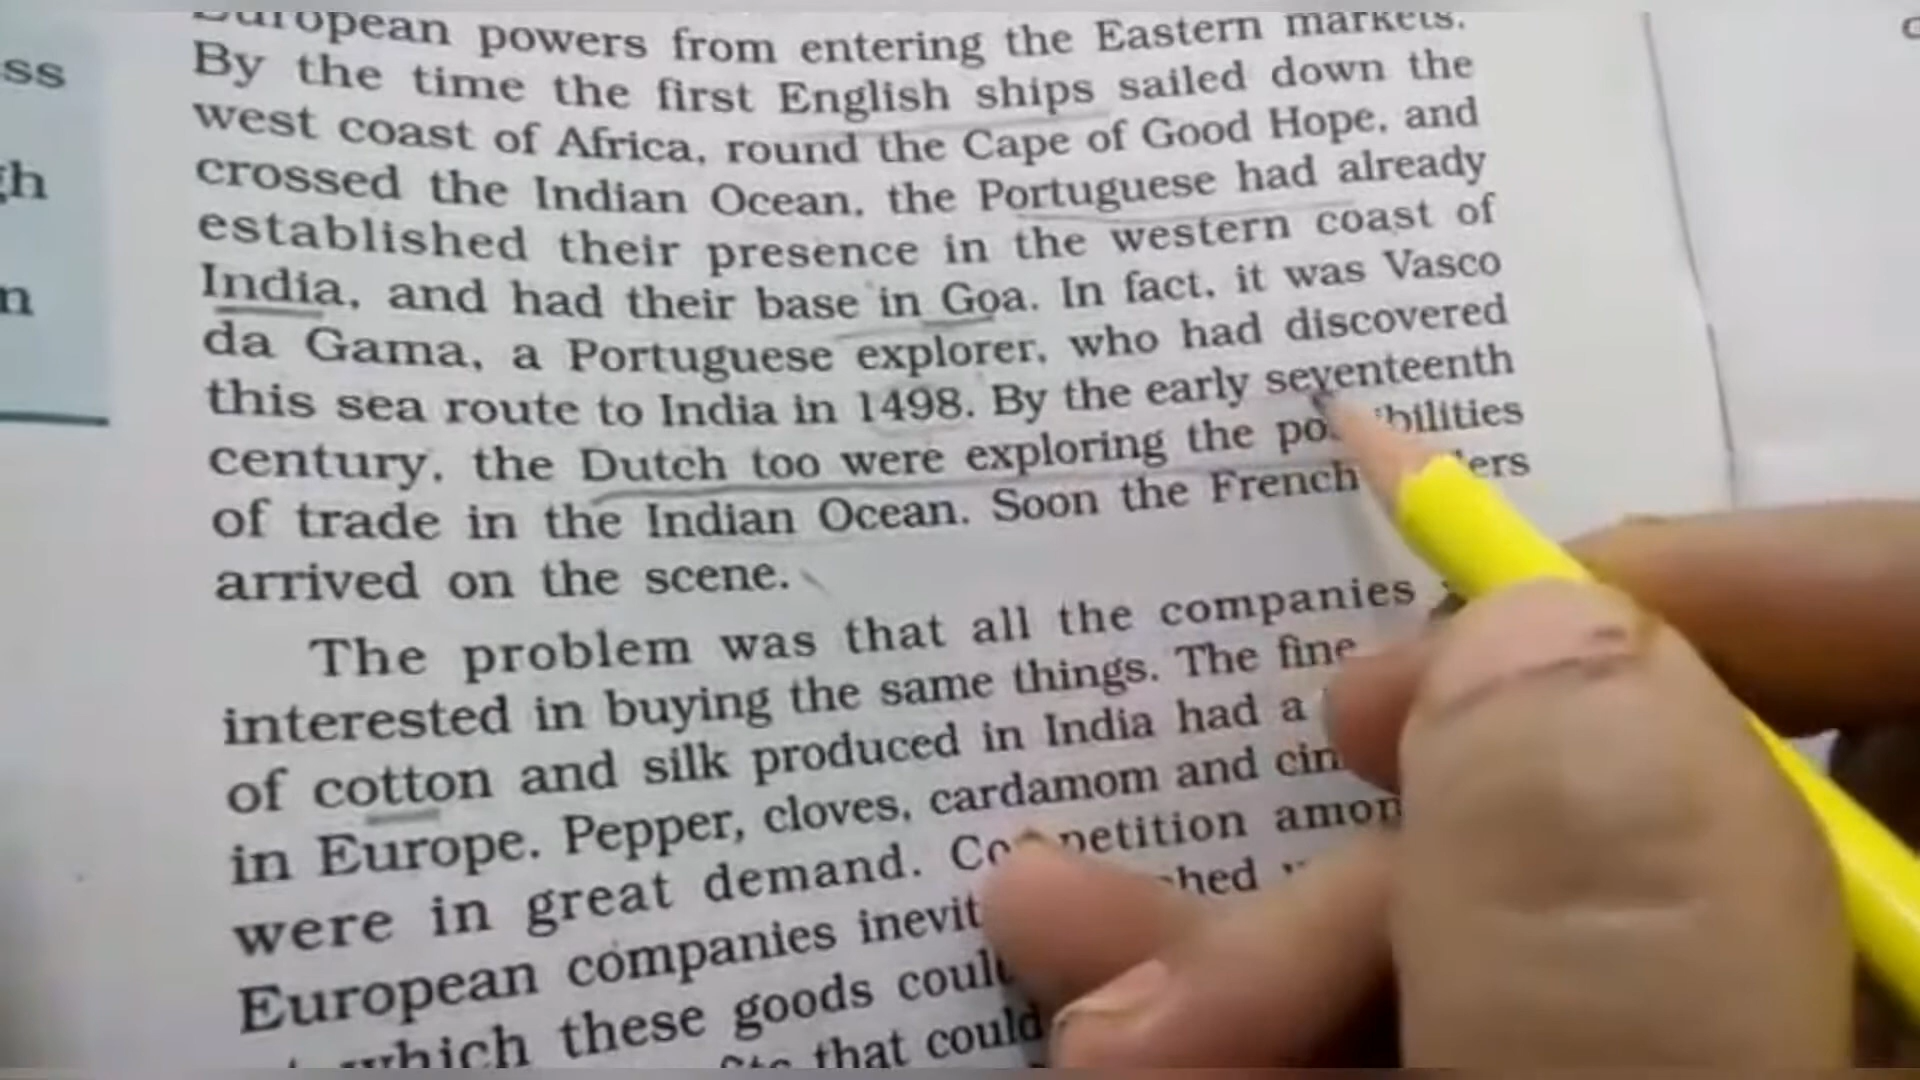 ss
gh
n
European powers from entering the Eastern markets.
By the time the first English ships sailed down the
west coast of Africa, round the Cape of Good Hope, and
crossed the Indian Ocean, the Portuguese had already
established their presence in the western coast of
India, and had their base in Goa. In fact, it was Vasco
da Gama, a Portuguese explorer, who had discovered
this sea route to India in 1498. By the early seventeenth
century, the Dutch too were exploring the possibilities
of trade in the Indian Ocean. Soon the French
arrived on the scene.
The problem was that all the companies
interested in buying the same things. The fine
of cotton and silk produced in India had a
in Europe. Pepper, cloves, cardamom and
were in great demand. Competition
European companies
which these goods
that could